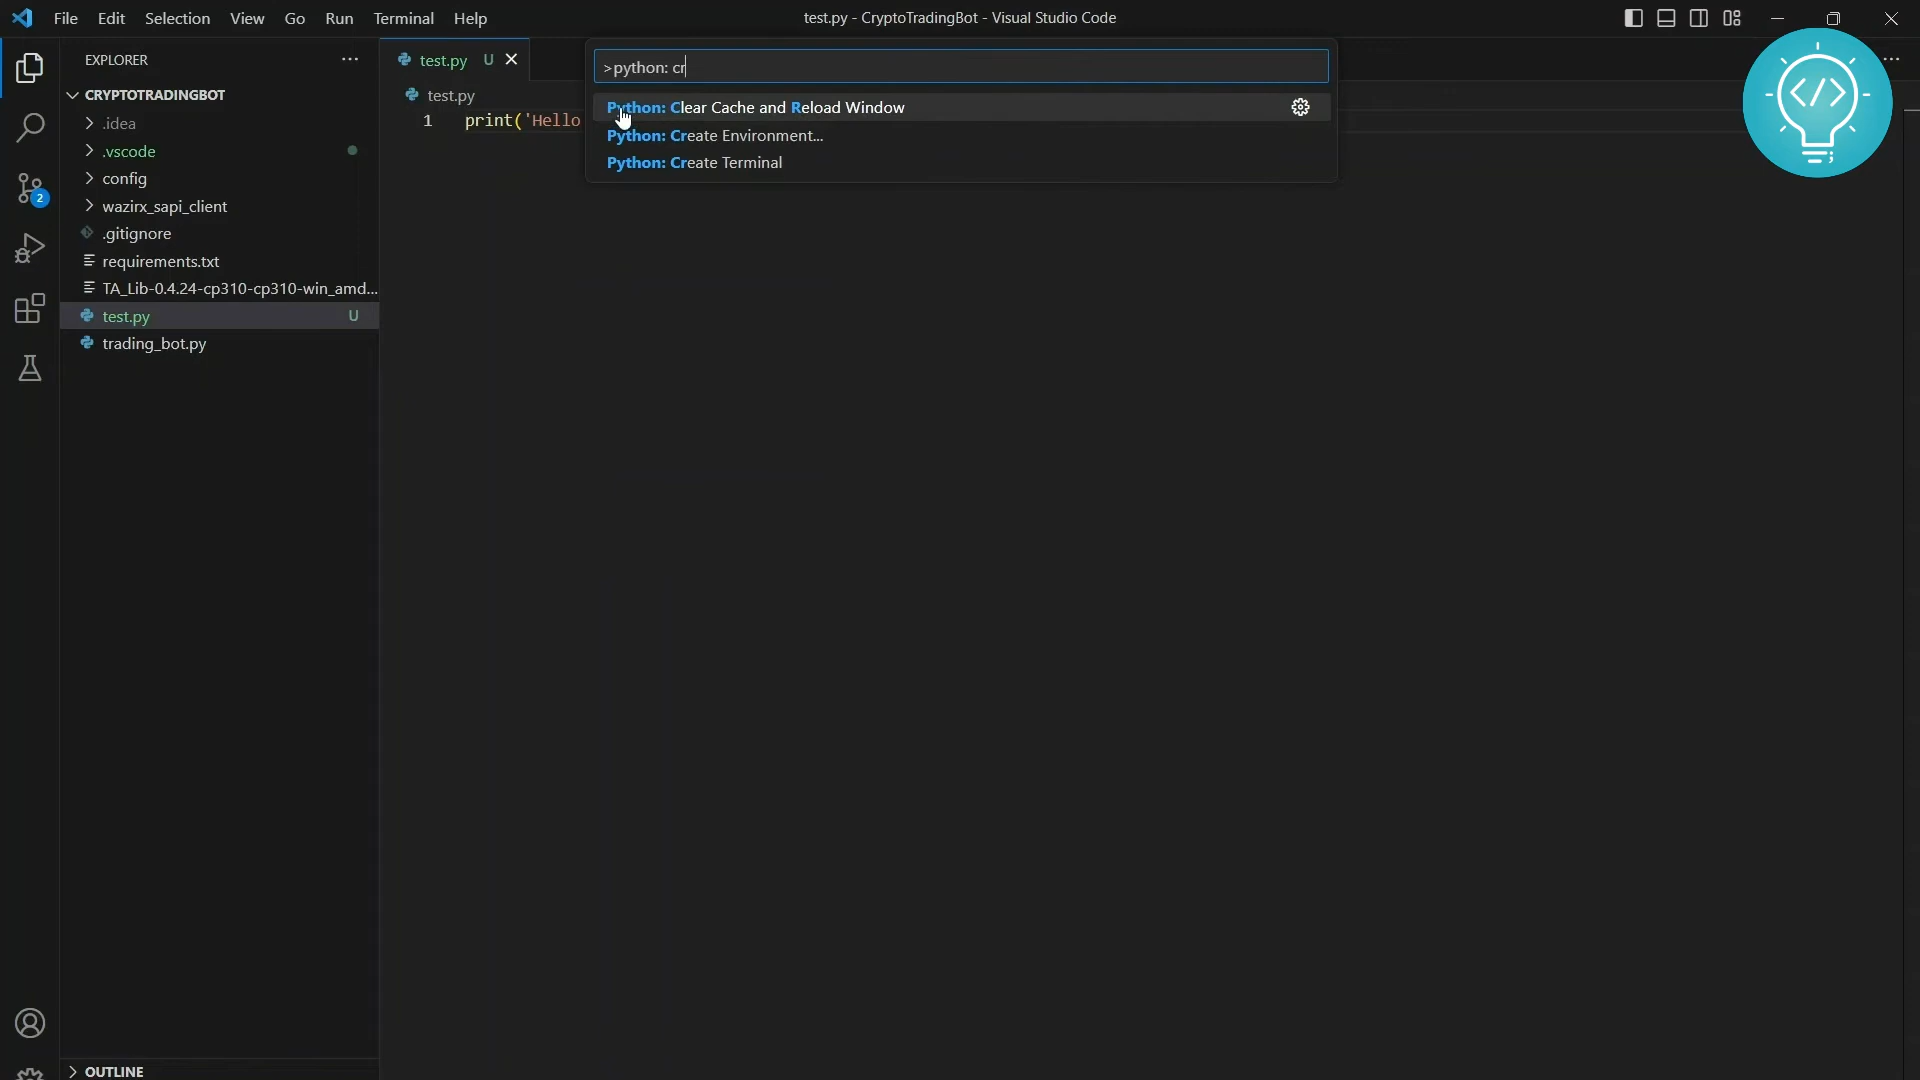 File Edit Selection View Go Run Terminal Help
test.py - CryptoTradingBot - Visual Studio Code
EXPLORER
test.py U
>python: cr
CRYPTOTRADINGBOT
test.py
Python: Clear Cache and Reload Window
.idea
1 print('Hello
Python: Create Environment...
.vscode
Python: Create Terminal
config
2
wazirx_sapi_client
.gitignore
requirements.txt
TA_Lib-0.4.24-cp310-cp310-win_amd...
test.py U
trading_bot.py
OUTLINE